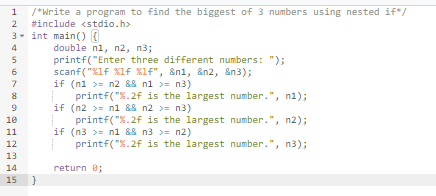 1 /*Write a program to find the biggest of 3 numbers using nested if*/
2 #include <stdio.h>
3 int main() {
4 double n1, n2, n3;
5 printf("Enter three different numbers: ");
6 scanf("%lf %lf %lf", &n1, &n2, &n3);
7 if (n1 >= n2 && n1 >= n3)
8 printf("%.2f is the largest number.", n1);
9 if (n2 >= n1 && n2 >= n3)
10 printf("%.2f is the largest number.", n2);
11 if (n3 >= n1 && n3 >= n2)
12 printf("%.2f is the largest number.", n3);
13
14 return 0;
15 }